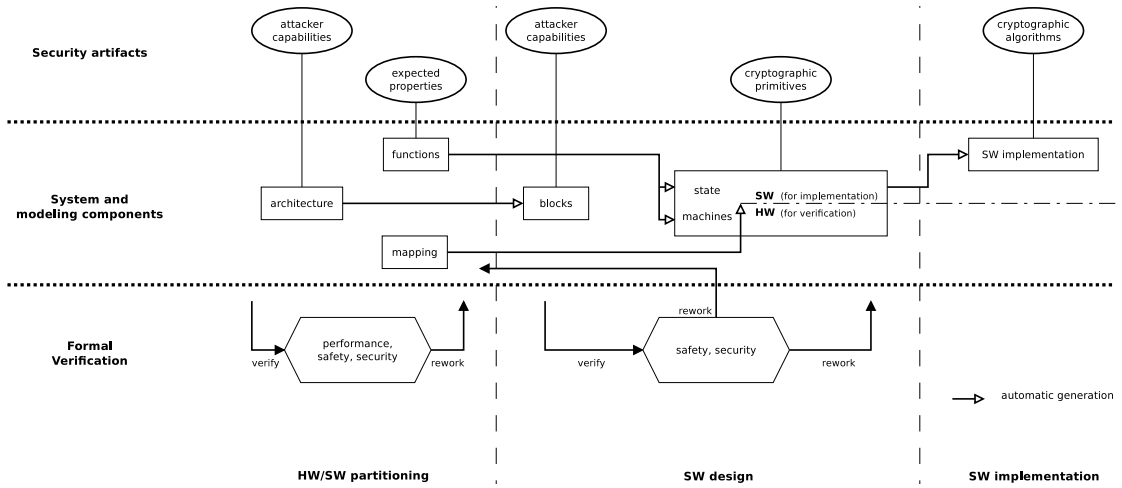 attacker
capabilities
attacker
capabilities
cryptographic
algorithms
Security artifacts
expected
properties
cryptographic
primitives
functions
SW implementation
System and
modeling components
architecture
blocks
state
machines
SW (for implementation)
HW (for verification)
mapping
rework
Formal
Verification
performance,
safety, security
safety, security
verify
rework
verify
rework
automatic generation
HW/SW partitioning
SW design
SW implementation